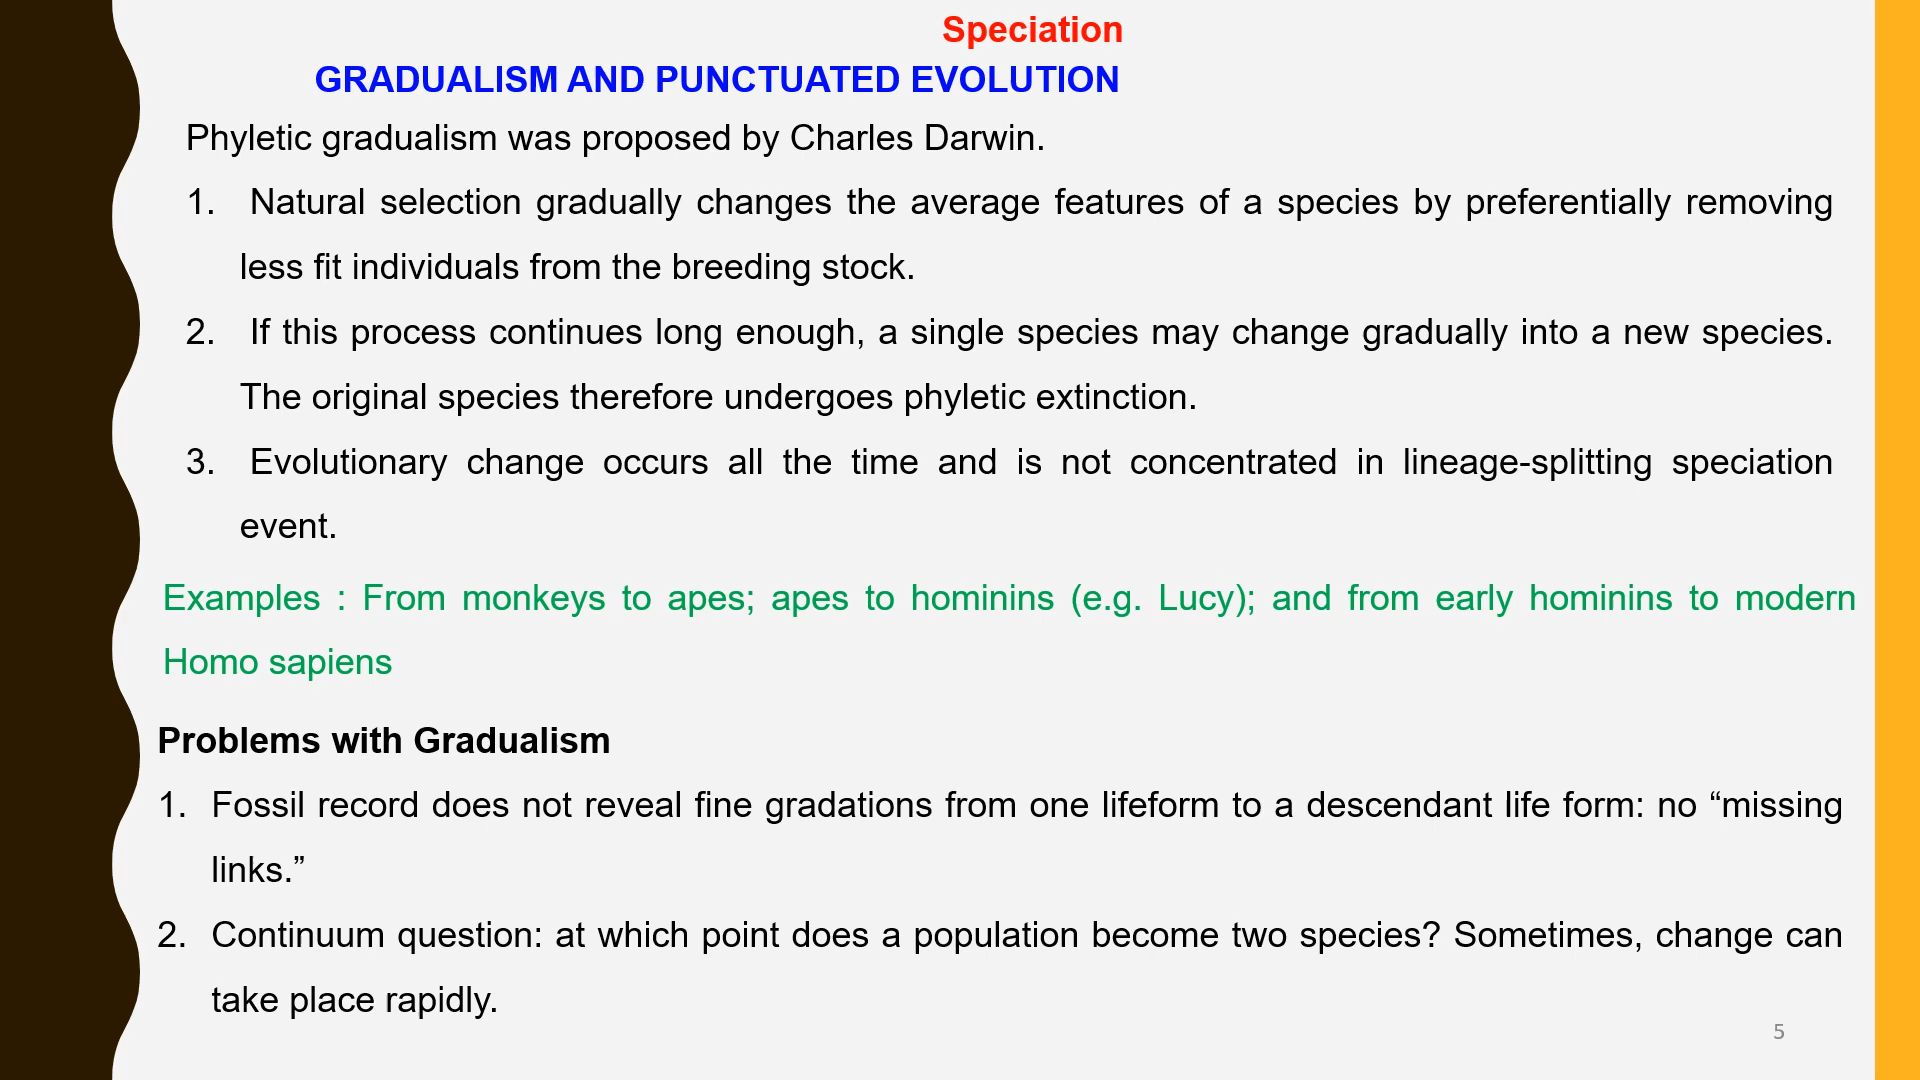 Speciation
GRADUALISM AND PUNCTUATED EVOLUTION
Phyletic gradualism was proposed by Charles Darwin.
1. Natural selection gradually changes the average features of a species by preferentially removing
less fit individuals from the breeding stock.
2. If this process continues long enough, a single species may change gradually into a new species.
The original species therefore undergoes phyletic extinction.
3. Evolutionary change occurs all the time and is not concentrated in lineage-splitting speciation
event.
Examples : From monkeys to apes; apes to hominins (e.g. Lucy); and from early hominins to modern
Homo sapiens
Problems with Gradualism
1. Fossil record does not reveal fine gradations from one lifeform to a descendant life form: no “missing
links.”
2. Continuum question: at which point does a population become two species? Sometimes, change can
take place rapidly.
5